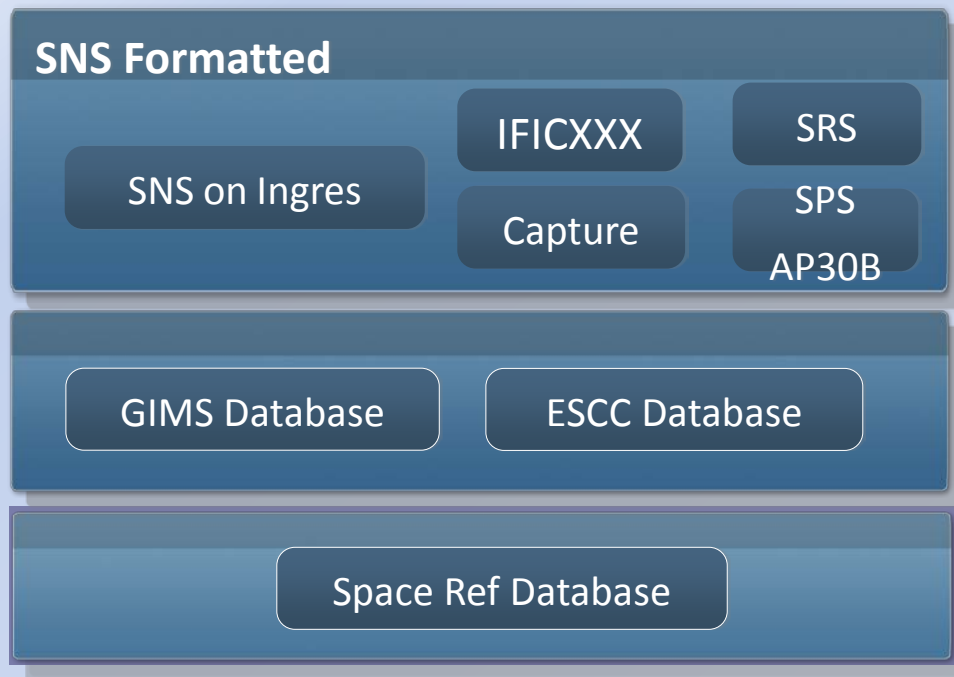 SNS Formatted
SNS on Ingres
IFICXXX
SRS
Capture
SPS
AP30B
GIMS Database
ESCC Database
Space Ref Database